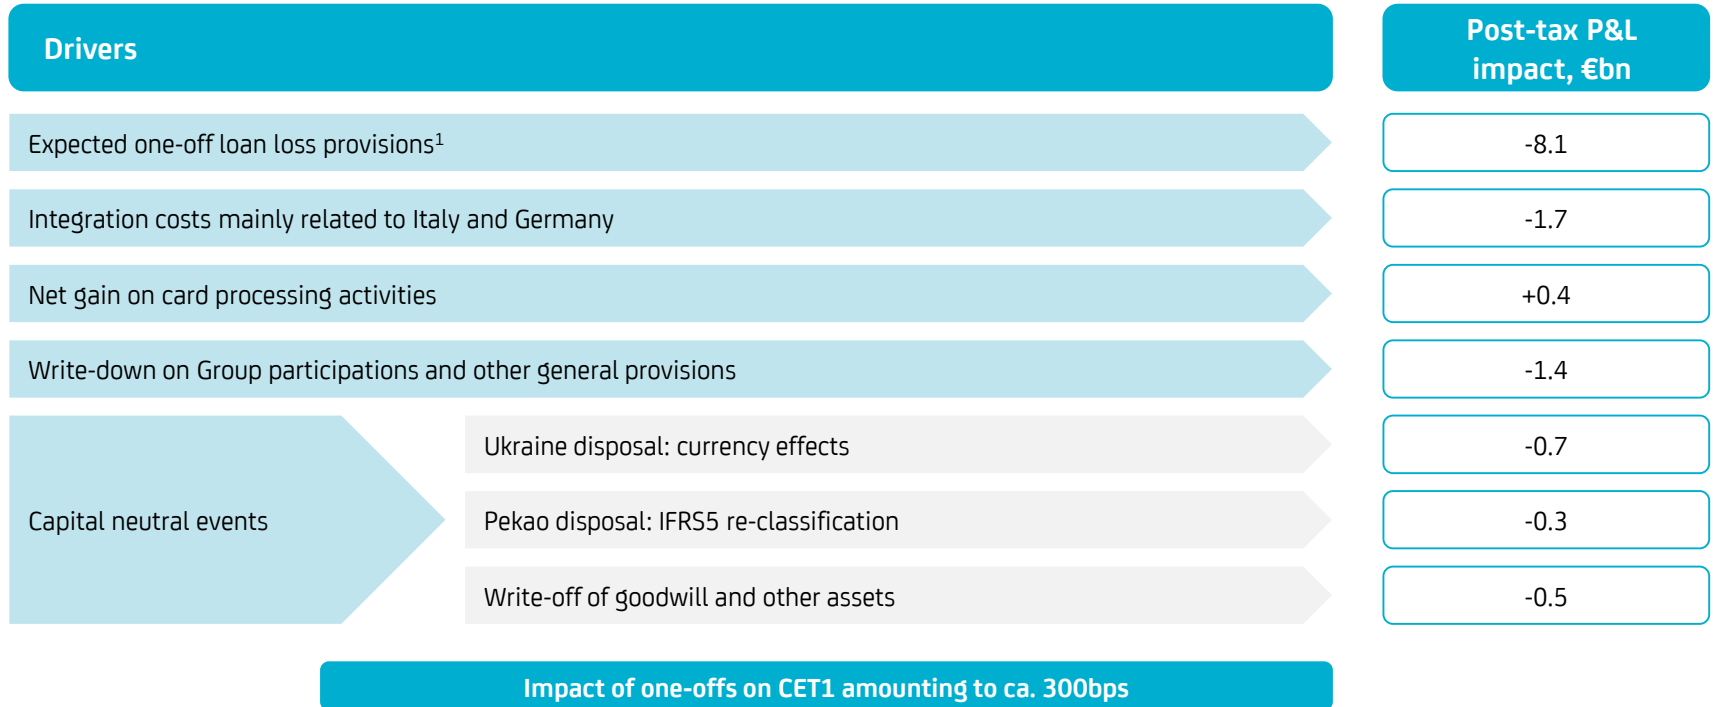 Drivers
Post-tax P&L
impact, €bn
Expected one-off loan loss provisions¹
-8.1
Integration costs mainly related to Italy and Germany
-1.7
Net gain on card processing activities
+0.4
Write-down on Group participations and other general provisions
-1.4
Capital neutral events
Ukraine disposal: currency effects
-0.7
Pekao disposal: IFRS5 re-classification
-0.3
Write-off of goodwill and other assets
-0.5
Impact of one-offs on CET1 amounting to ca. 300bps